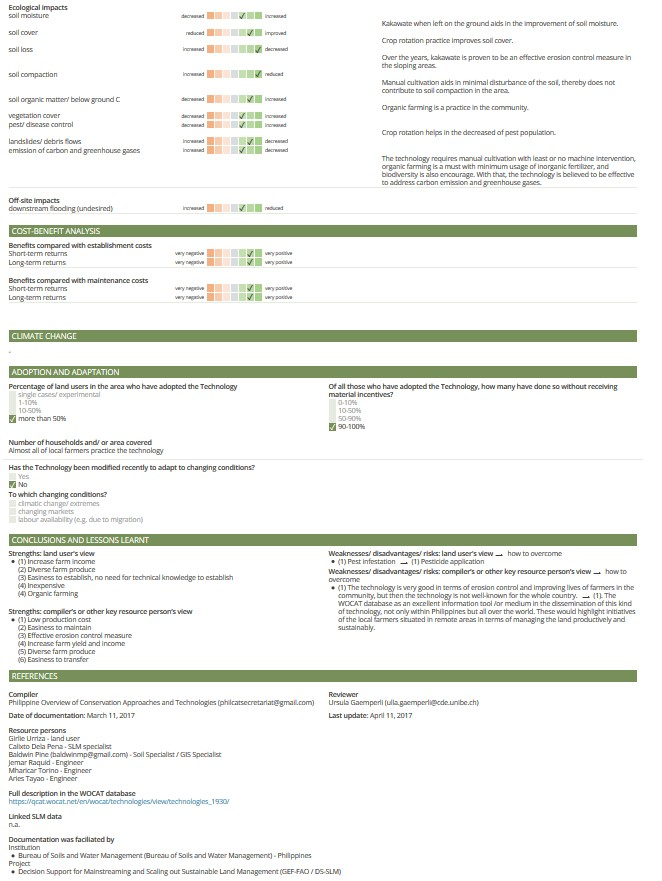 Ecological impacts
soil moisture decreased increased
Kakawate when left on the ground aids in the improvement of soil moisture.
soil cover reduced improved
Crop rotation practice improves soil cover.
soil loss increased decreased
Over the years, kakawate is proven to be an effective erosion control measure in
the sloping areas.
soil compaction increased reduced
Manual cultivation aids in minimal disturbance of the soil, thereby does not
contribute to soil compaction in the area.
soil organic matter/ below ground C decreased increased
Organic farming is a practice in the community.
vegetation cover decreased increased
pest/ disease control decreased increased
Crop rotation helps in the decreased of pest population.
landslides/ debris flows increased decreased
emission of carbon and greenhouse gases increased decreased
The technology requires manual cultivation with least or no machine intervention,
organic farming is a must with minimum usage of inorganic fertilizer, and
biodiversity is also encourage. With that, the technology is believed to be effective
to address carbon emission and greenhouse gases.
Off-site impacts
downstream flooding (undesired) increased reduced
COST-BENEFIT ANALYSIS
Benefits compared with establishment costs
Short-term returns very negative very positive
Long-term returns very negative very positive
Benefits compared with maintenance costs
Short-term returns very negative very positive
Long-term returns very negative very positive
CLIMATE CHANGE
-
ADOPTION AND ADAPTATION
Percentage of land users in the area who have adopted the Technology
single cases/ experimental
1-10%
10-50%
✓ more than 50%
Of all those who have adopted the Technology, how many have done so without receiving
material incentives?
0-10%
10-50%
50-90%
✓ 90-100%
Number of households and/ or area covered
Almost all of local farmers practice the technology
Has the Technology been modified recently to adapt to changing conditions?
Yes
✓ No
To which changing conditions?
climatic change/ extremes
changing markets
labour availability (e.g. due to migration)
CONCLUSIONS AND LESSONS LEARNT
Strengths: land user's view
• (1) Increase farm income
(2) Diverse farm produce
(3) Easiness to establish, no need for technical knowledge to establish
(4) Inexpensive
(4) Organic farming
Strengths: compiler's or other key resource person's view
• (1) Low production cost
(2) Easiness to maintain
(3) Effective erosion control measure
(4) Increase farm yield and income
(5) Diverse farm produce
(6) Easiness to transfer
Weaknesses/ disadvantages/ risks: land user's view → how to overcome
• (1) Pest infestation → (1) Pesticide application
Weaknesses/ disadvantages/ risks: compiler's or other key resource person's view → how to
overcome
• (1) The technology is very good in terms of erosion control and improving lives of farmers in the
community, but then the technology is not well-known for the whole country. → (1). The
WOCAT database as an excellent information tool /or medium in the dissemination of this kind
of technology, not only within Philippines but all over the world. These would highlight initiatives
of the local farmers situated in remote areas in terms of managing the land productively and
sustainably.
REFERENCES
Compiler
Philippine Overview of Conservation Approaches and Technologies (philcatsecretariat@gmail.com)
Reviewer
Ursula Gaemperli (ulla.gaemperli@cde.unibe.ch)
Date of documentation: March 11, 2017
Last update: April 11, 2017
Resource persons
Girlie Urrtza - land user
Calixto Dela Pena - SLM specialist
Baldwin Pine (baldwinmp@gmail.com) - Soil Specialist / GIS Specialist
Jemar Raquid - Engineer
Mharicar Torino - Engineer
Aries Tayao - Engineer
Full description in the WOCAT database
https://qcat.wocat.net/en/wocat/technologies/view/technologies_1930/
Linked SLM data
n.a.
Documentation was faciliated by
Institution
• Bureau of Soils and Water Management (Bureau of Soils and Water Management) - Philippines
Project
• Decision Support for Mainstreaming and Scaling out Sustainable Land Management (GEF-FAO / DS-SLM)